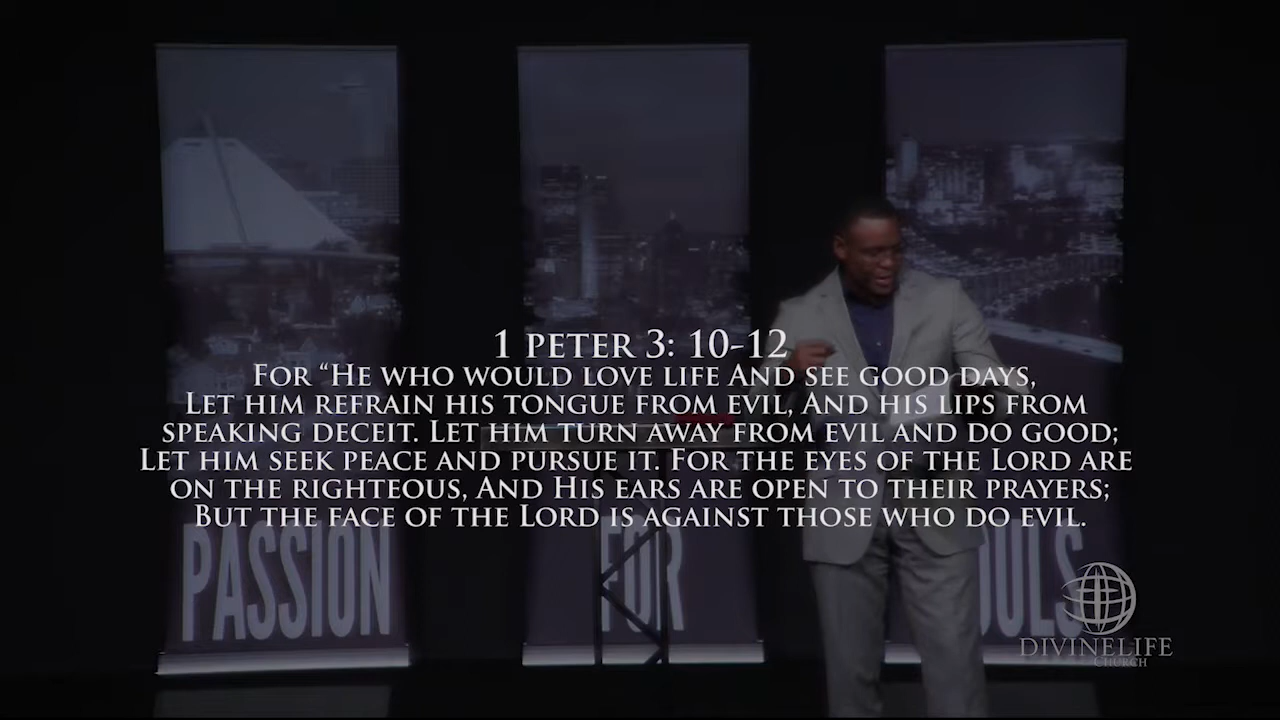 1 PETER 3: 10-12
FOR “HE WHO WOULD LOVE LIFE AND SEE GOOD DAYS,
LET HIM REFRAIN HIS TONGUE FROM EVIL, AND HIS LIPS FROM
SPEAKING DECEIT. LET HIM TURN AWAY FROM EVIL AND DO GOOD;
LET HIM SEEK PEACE AND PURSUE IT. FOR THE EYES OF THE LORD ARE
ON THE RIGHTEOUS, AND HIS EARS ARE OPEN TO THEIR PRAYERS;
BUT THE FACE OF THE LORD IS AGAINST THOSE WHO DO EVIL.
PASSION FOR OULS
DIVINELIFE
CHURCH